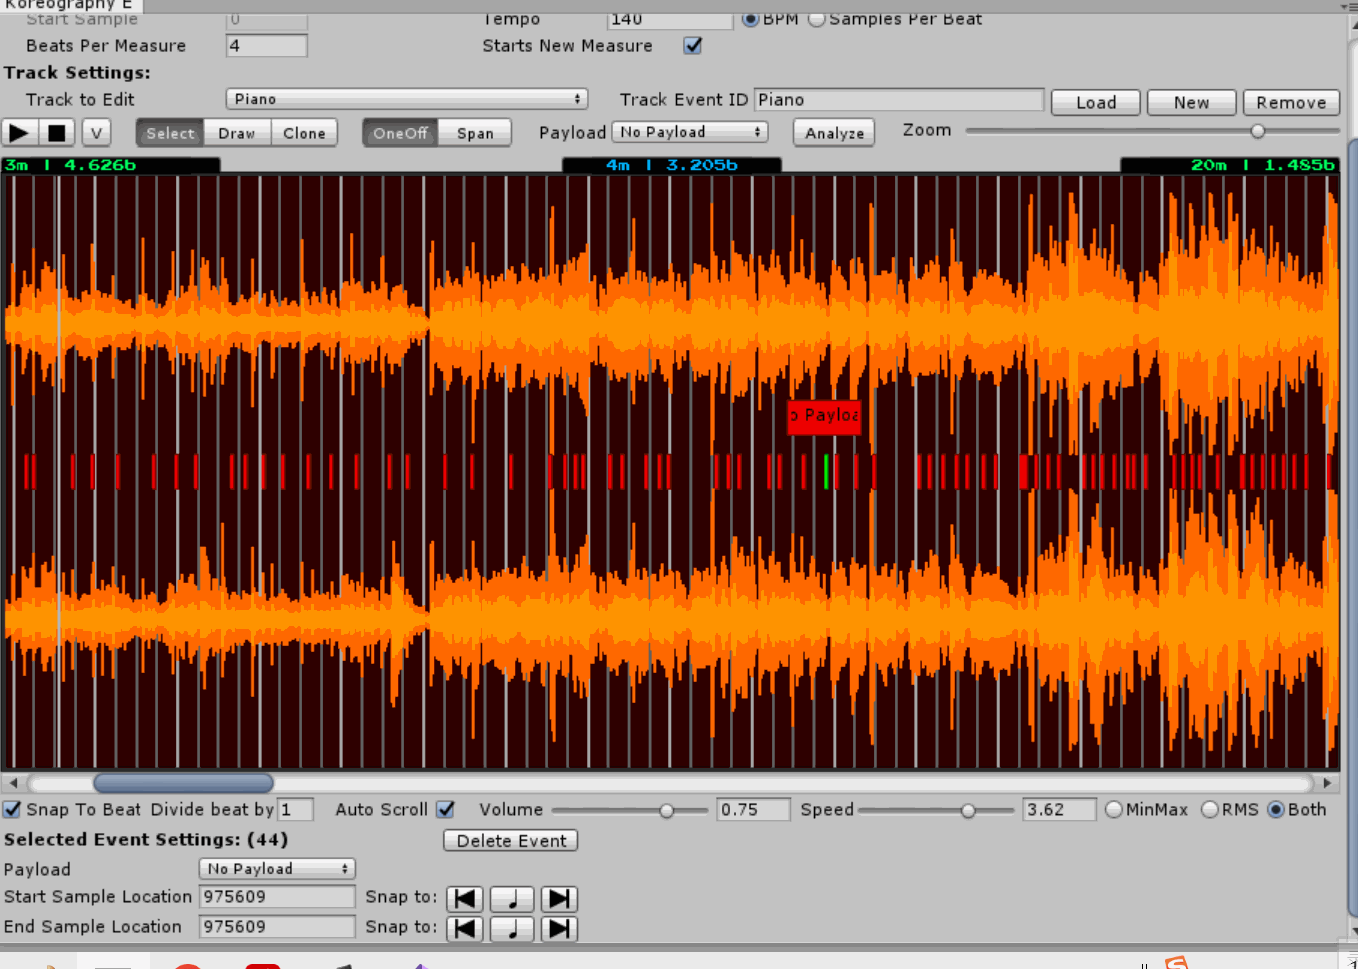 Koreography E
Start Sample 0 Tempo 140 BPM Samples Per Beat
Beats Per Measure 4 Starts New Measure
Track Settings:
Track to Edit Piano Track Event ID Piano Load New Remove
V Select Draw Clone OneOff Span Payload No Payload Analyze Zoom
3m | 4.626b 4m | 3.205b 20m | 1.485b
o Payloa
Snap To Beat Divide beat by 1 Auto Scroll Volume 0.75 Speed 3.62 MinMax RMS Both
Selected Event Settings: (44) Delete Event
Payload No Payload
Start Sample Location 975609 Snap to:
End Sample Location 975609 Snap to: